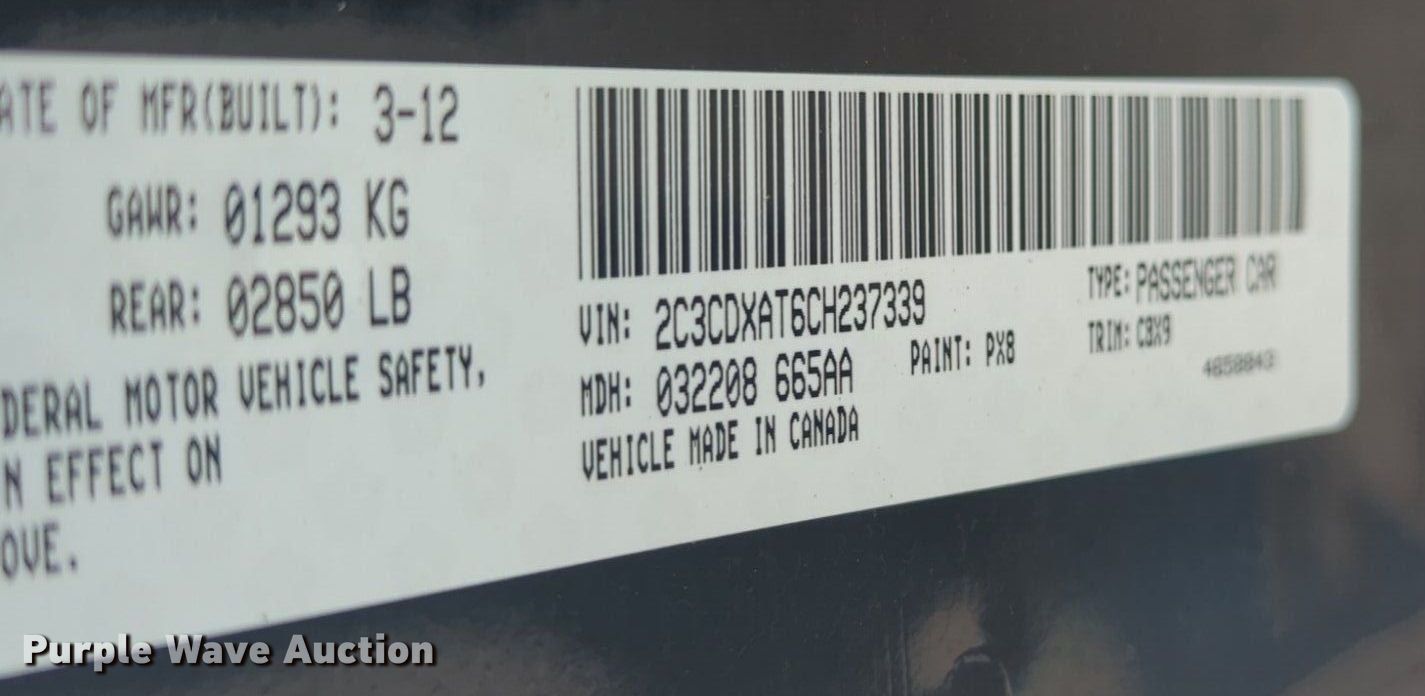 ATE OF MFR(BUILT): 3-12
GAWR: 01293 KG
REAR: 02850 LB
DERAL MOTOR VEHICLE SAFETY,
N EFFECT ON
OVE.
VIN: 2C3CDXAT6CH237339
TYPE: PASSENGER CAR
MDH: 032208 665AA
PAINT: PX8
TRIM: CBX9
VEHICLE MADE IN CANADA
Purple Wave Auction